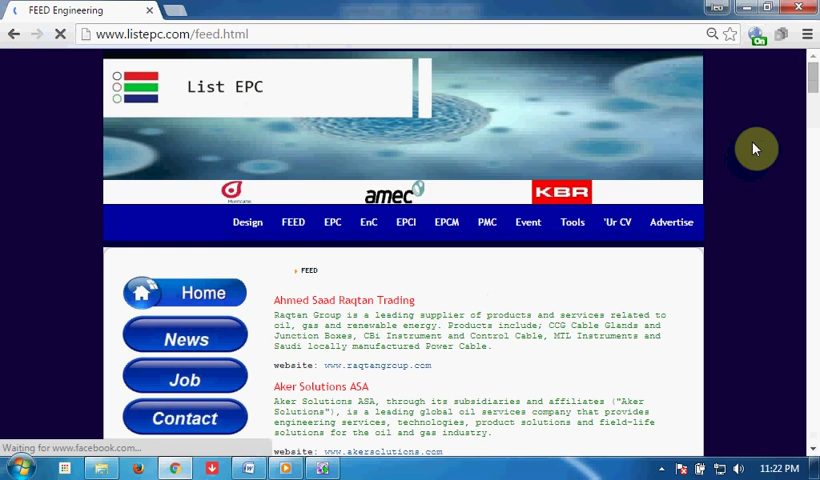 FEED Engineering
Teo
www.listepc.com/feed.html
On
List EPC
amec
KBR
Design FEED EPC EnC EPCI EPCM PMC Event Tools 'Ur CV Advertise
FEED
Home
News
Job
Contact
Ahmed Saad Raqtan Trading
Raqtan Group is a leading supplier of products and services related to
oil, gas and renewable energy. Products include; CCG Cable Glands and
Junction Boxes, CBi Instrument and Control Cable, MTL Instruments and
Saudi locally manufactured Power Cable.
website: www.raqtangroup.com
Aker Solutions ASA
Aker Solutions ASA, through its subsidiaries and affiliates ("Aker
Solutions"), is a leading global oil services company that provides
engineering services, technologies, product solutions and field-life
solutions for the oil and gas industry.
website: www.akersolutions.com
Waiting for www.facebook.com...
11:22 PM